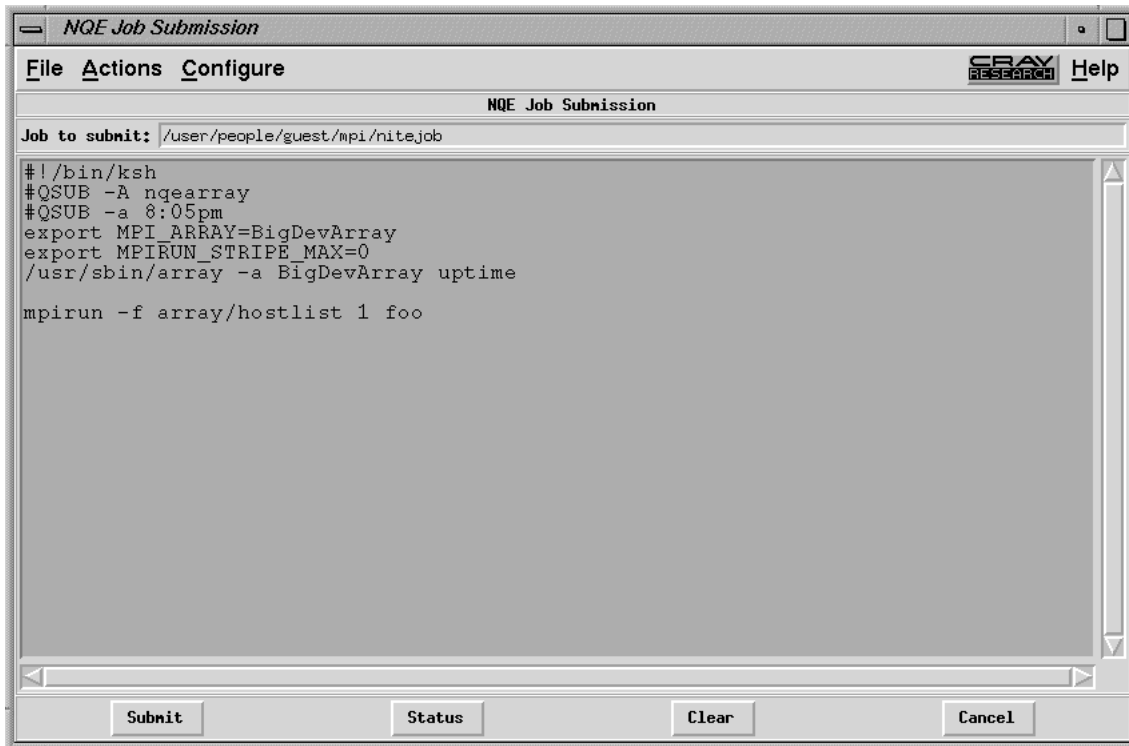 NQE Job Submission
File Actions Configure CRAY RESEARCH Help
NQE Job Submission
Job to submit: /user/people/guest/mpi/nitejob
#!/bin/ksh
#QSUB -A nqearray
#QSUB -a 8:05pm
export MPI_ARRAY=BigDevArray
export MPIRUN_STRIPE_MAX=0
/usr/sbin/array -a BigDevArray uptime
mpirun -f array/hostlist 1 foo
Submit Status Clear Cancel